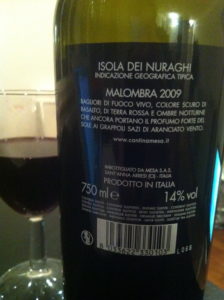 ISOLA DEI NURAGHI
INDICAZIONE GEOGRAFICA TIPICA
MALOMBRA 2009
BAGLIORI DI FUOCO VIVO, COLORE SCURO DI
BASALTO, DI TERRA ROSSA E OMBRE NOTTURNE
CHE ANCORA PORTANO IL PROFUMO FORTE DEL
SOLE AI GRAPPOLI SAZI DI ARANCIATO VENTO.
www.cantinamesa.it
IMBOTTIGLIATO DA MESA S.A.S.
SANT'ANNA ARRESI (CI) - ITALIA
PRODOTTO IN ITALIA
750 ml e 14% vol